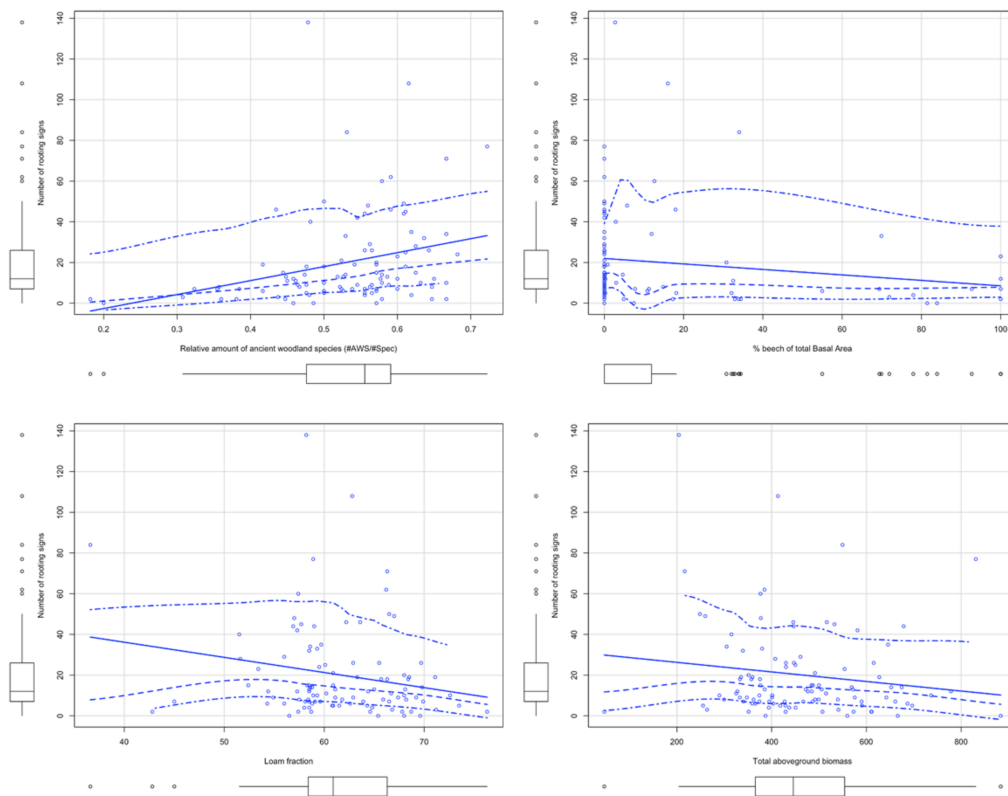 140
120
100
80
60
40
20
0
Number of rooting signs
0.2 0.3 0.4 0.5 0.6 0.7
Relative amount of ancient woodland species (#AWS/#Spec)
140
120
100
80
60
40
20
0
Number of rooting signs
0 20 40 60 80 100
% beech of total Basal Area
140
120
100
80
60
40
20
0
Number of rooting signs
40 50 60 70
Loam fraction
140
120
100
80
60
40
20
0
Number of rooting signs
200 400 600 800
Total aboveground biomass